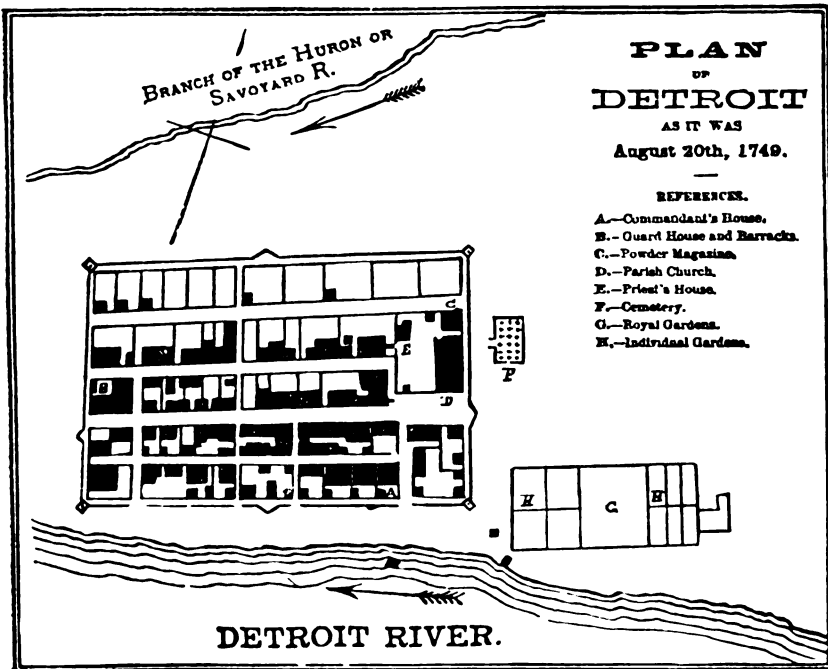 BRANCH OF THE HURON OR
SAVOYARD R.
PLAN
OF
DETROIT
AS IT WAS
August 20th, 1749.
REFERENCES.
A.—Commandant's House.
B.—Guard House and Barracks.
C.—Powder Magazine.
D.—Parish Church.
E.—Priest's House.
F.—Cemetery.
G.—Royal Gardens.
H.—Individual Gardens.
C
E
F
B
D
H
G
H
A
DETROIT RIVER.